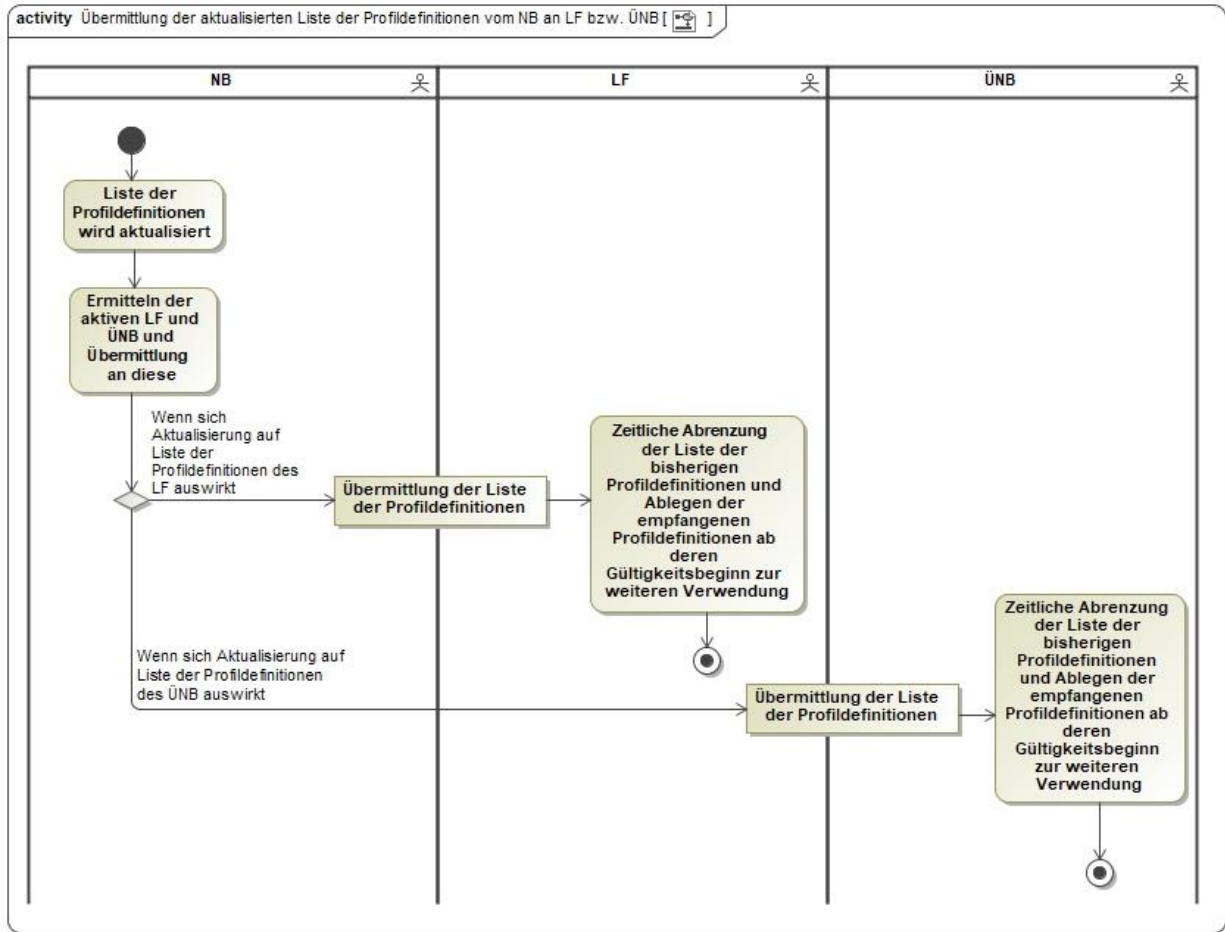 activity Übermittlung der aktualisierten Liste der Profildefinitionen vom NB an LF bzw. ÜNB [ ]
NB
LF
ÜNB
Liste der
Profildefinitionen
wird aktualisiert
Ermitteln der
aktiven LF und
ÜNB und
Übermittlung
an diese
Wenn sich
Aktualisierung auf
Liste der
Profildefinitionen des
LF auswirkt
Übermittlung der Liste
der Profildefinitionen
Zeitliche Abrenzung
der Liste der
bisherigen
Profildefinitionen und
Ablegen der
empfangenen
Profildefinitionen ab
deren
Gültigkeitsbeginn zur
weiteren Verwendung
Wenn sich Aktualisierung auf
Liste der Profildefinitionen
des ÜNB auswirkt
Übermittlung der Liste
der Profildefinitionen
Zeitliche Abrenzung
der Liste der
bisherigen
Profildefinitionen
und Ablegen der
empfangenen
Profildefinitionen ab
deren
Gültigkeitsbeginn
zur weiteren
Verwendung